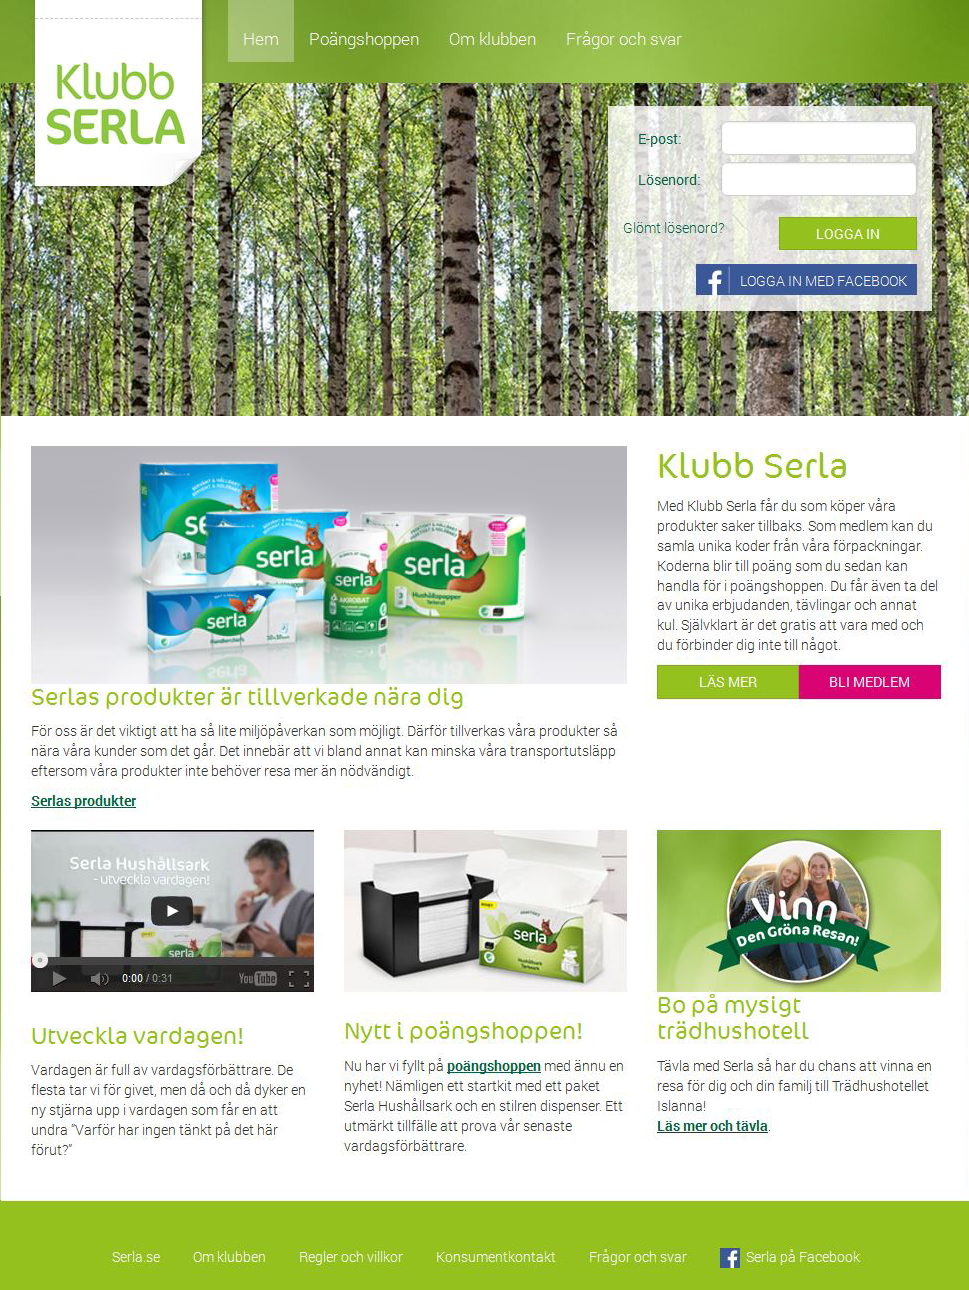 Klubb
SERLA
Hem
Poängshoppen
Om klubben
Frågor och svar
E-post:
Lösenord:
Glömt lösenord?
LOGGA IN
LOGGA IN MED FACEBOOK
serla
serla
serla
AKROBAT
serla
Hushållspapper
serla
Serlas produkter är tillverkade nära dig
För oss är det viktigt att ha så lite miljöpåverkan som möjligt. Därför tillverkas våra produkter så
nära våra kunder som det går. Det innebär att vi bland annat kan minska våra transportutsläpp
eftersom våra produkter inte behöver resa mer än nödvändigt.
Serlas produkter
Klubb Serla
Med Klubb Serla får du som köper våra
produkter saker tillbaks. Som medlem kan du
samla unika koder från våra förpackningar.
Koderna blir till poäng som du sedan kan
handla för i poängshoppen. Du får även ta del
av unika erbjudanden, tävlingar och annat
kul. Självklart är det gratis att vara med och
du förbinder dig inte till något.
LÄS MER
BLI MEDLEM
Serla Hushållsark
- utveckla vardagen!
0:00 / 0:31
YouTube
Utveckla vardagen!
Vardagen är full av vardagsförbättrare. De
flesta tar vi för givet, men då och då dyker en
ny stjärna upp i vardagen som får en att
undra "Varför har ingen tänkt på det här
förut?"
serla
Hushållsark
Nytt i poängshoppen!
Nu har vi fyllt på poängshoppen med ännu en
nyhet! Nämligen ett startkit med ett paket
Serla Hushållsark och en stilren dispenser. Ett
utmärkt tillfälle att prova vår senaste
vardagsförbättrare.
Vinn
Den Gröna Resan!
Bo på mysigt
trädhushotell
Tävla med Serla så har du chans att vinna en
resa för dig och din familj till Trädhushotellet
Islanna!
Läs mer och tävla.
Serla.se
Om klubben
Regler och villkor
Konsumentkontakt
Frågor och svar
Serla på Facebook